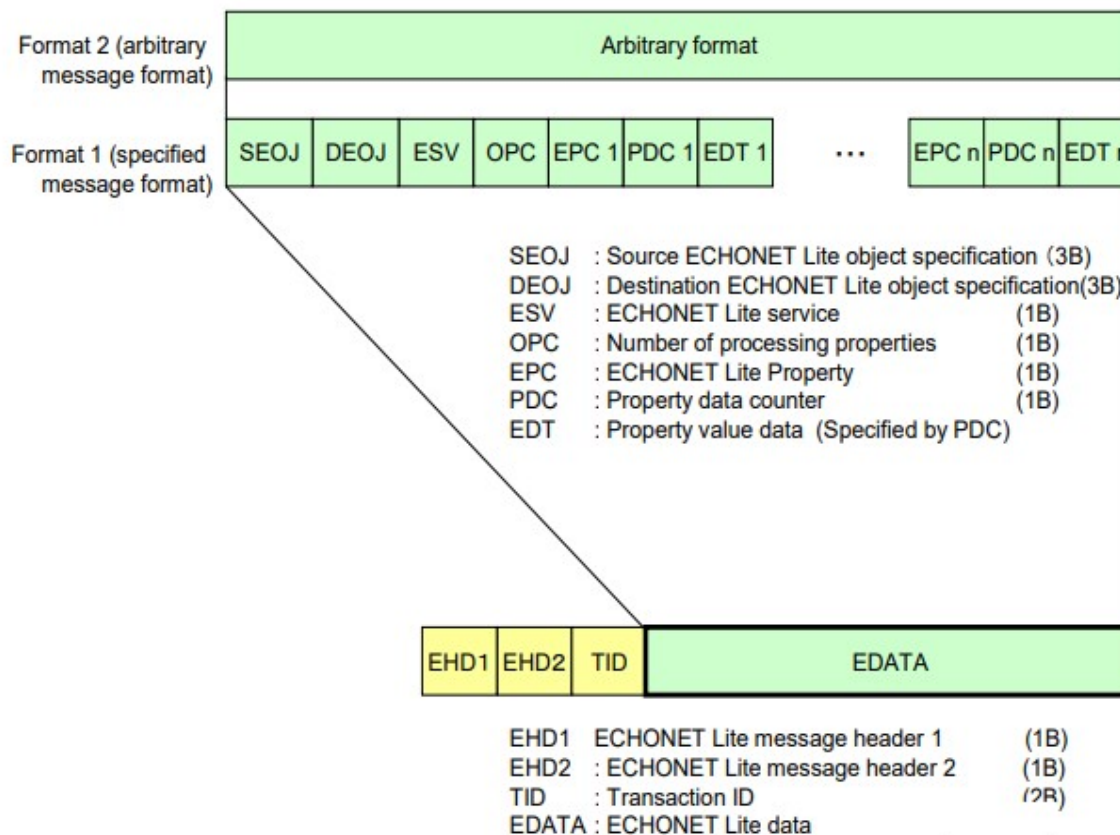 Format 2 (arbitrary
message format)
Arbitrary format
Format 1 (specified
message format)
SEOJ DEOJ ESV OPC EPC 1 PDC 1 EDT 1 ... EPC n PDC n EDT n
SEOJ : Source ECHONET Lite object specification (3B)
DEOJ : Destination ECHONET Lite object specification(3B)
ESV : ECHONET Lite service (1B)
OPC : Number of processing properties (1B)
EPC : ECHONET Lite Property (1B)
PDC : Property data counter (1B)
EDT : Property value data (Specified by PDC)
EHD1 EHD2 TID EDATA
EHD1 ECHONET Lite message header 1 (1B)
EHD2 : ECHONET Lite message header 2 (1B)
TID : Transaction ID (2B)
EDATA : ECHONET Lite data